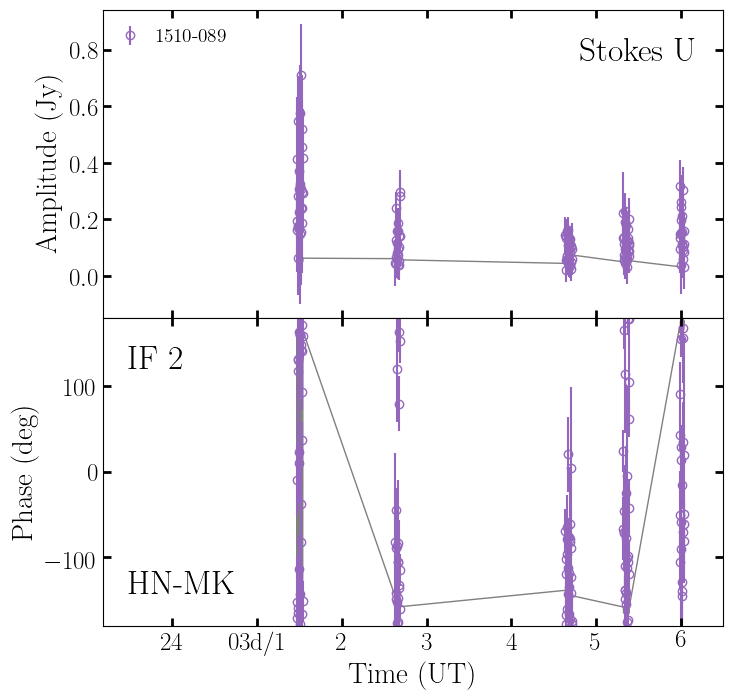 1510-089
Stokes U
0.8
0.6
0.4
0.2
0.0
Amplitude (Jy)
IF 2
100
0
−100
Phase (deg)
HN-MK
24 03d/1 2 3 4 5 6
Time (UT)